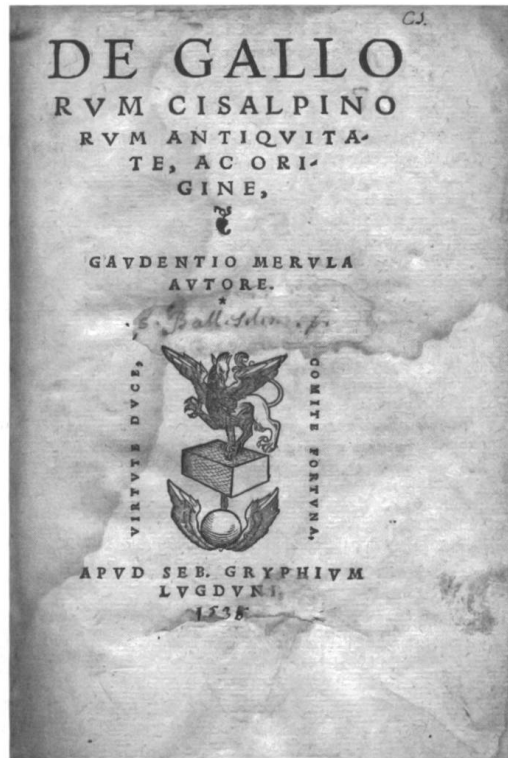 C3.
DE GALLO
RVM CISALPINO
RVM ANTIQVITA-
TE, AC ORI-
GINE,
GAVDENTIO MERVLA
AVTORE.
*
VIRTVTE DVCE,
COMITE FORTVNA,
APVD SEB. GRYPHIVM
LVGDVNI,